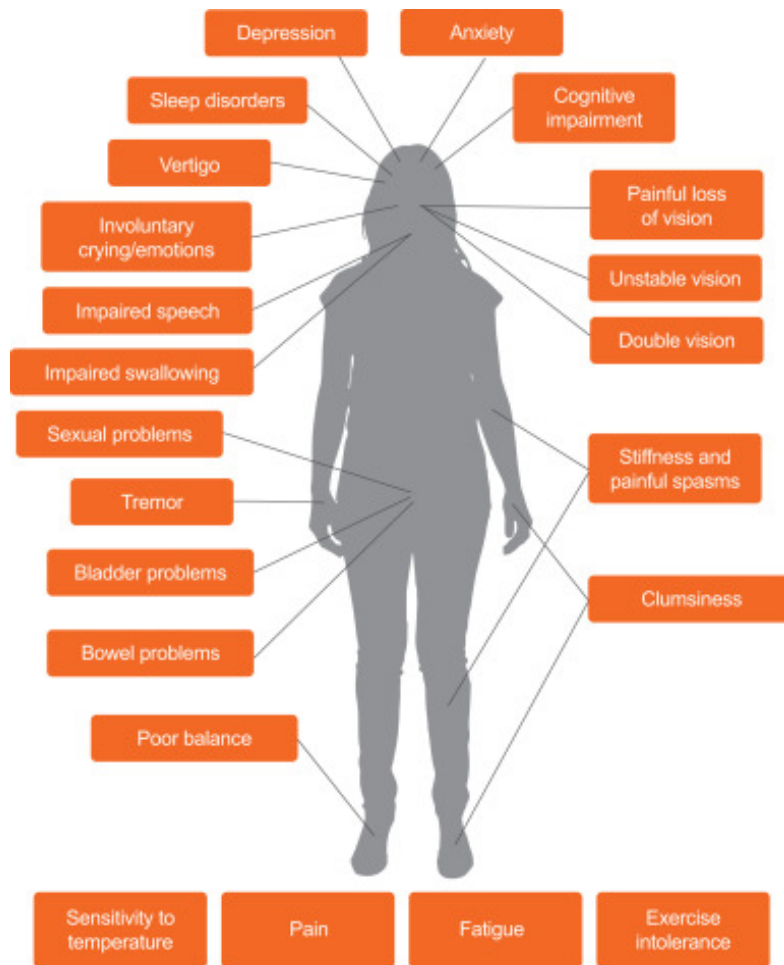 Depression
Anxiety
Sleep disorders
Cognitive
impairment
Vertigo
Painful loss
of vision
Involuntary
crying/emotions
Unstable vision
Impaired speech
Double vision
Impaired swallowing
Sexual problems
Stiffness and
painful spasms
Tremor
Bladder problems
Clumsiness
Bowel problems
Poor balance
Sensitivity to
temperature
Pain
Fatigue
Exercise
intolerance